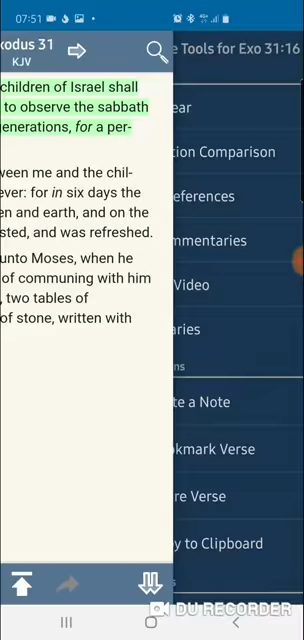 07:51
xodus 31
KJV
children of Israel shall
to observe the sabbath
enerations, for a per-
ween me and the chil-
ever: for in six days the
en and earth, and on the
sted, and was refreshed.
unto Moses, when he
of communing with him
, two tables of
of stone, written with
e Tools for Exo 31:16
ear
tion Comparison
eferences
mmentaries
Video
aries
ns
te a Note
okmark Verse
re Verse
y to Clipboard
s
DU RECORDER